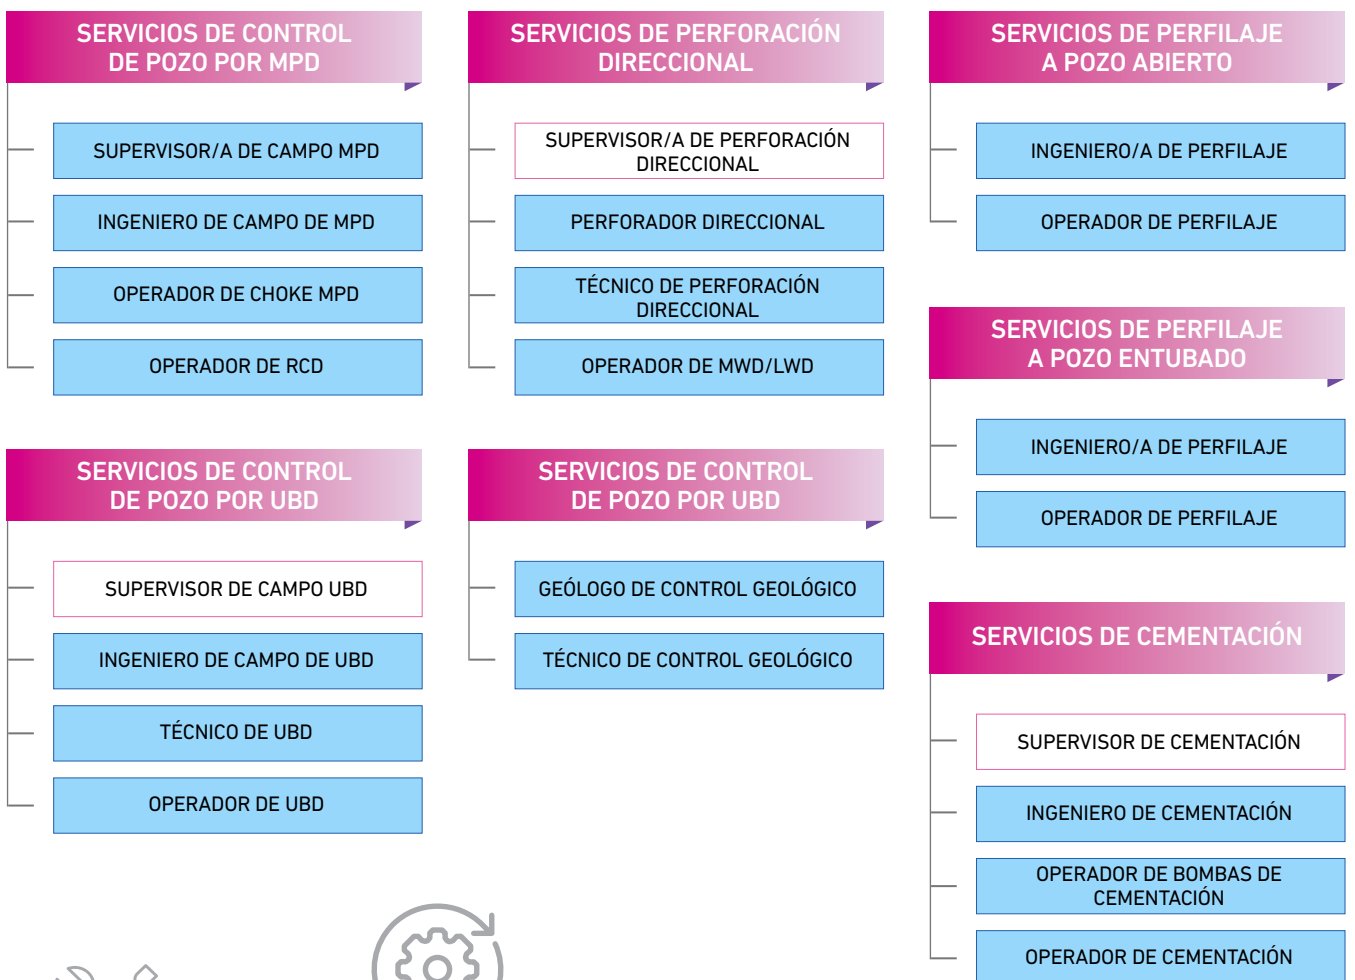 SERVICIOS DE CONTROL
DE POZO POR MPD
SUPERVISOR/A DE CAMPO MPD
INGENIERO DE CAMPO DE MPD
OPERADOR DE CHOKE MPD
OPERADOR DE RCD
SERVICIOS DE CONTROL
DE POZO POR UBD
SUPERVISOR DE CAMPO UBD
INGENIERO DE CAMPO DE UBD
TÉCNICO DE UBD
OPERADOR DE UBD
SERVICIOS DE PERFORACIÓN
DIRECCIONAL
SUPERVISOR/A DE PERFORACIÓN
DIRECCIONAL
PERFORADOR DIRECCIONAL
TÉCNICO DE PERFORACIÓN
DIRECCIONAL
OPERADOR DE MWD/LWD
SERVICIOS DE CONTROL
DE POZO POR UBD
GEÓLOGO DE CONTROL GEOLÓGICO
TÉCNICO DE CONTROL GEOLÓGICO
SERVICIOS DE PERFILAJE
A POZO ABIERTO
INGENIERO/A DE PERFILAJE
OPERADOR DE PERFILAJE
SERVICIOS DE PERFILAJE
A POZO ENTUBADO
INGENIERO/A DE PERFILAJE
OPERADOR DE PERFILAJE
SERVICIOS DE CEMENTACIÓN
SUPERVISOR DE CEMENTACIÓN
INGENIERO DE CEMENTACIÓN
OPERADOR DE BOMBAS DE
CEMENTACIÓN
OPERADOR DE CEMENTACIÓN